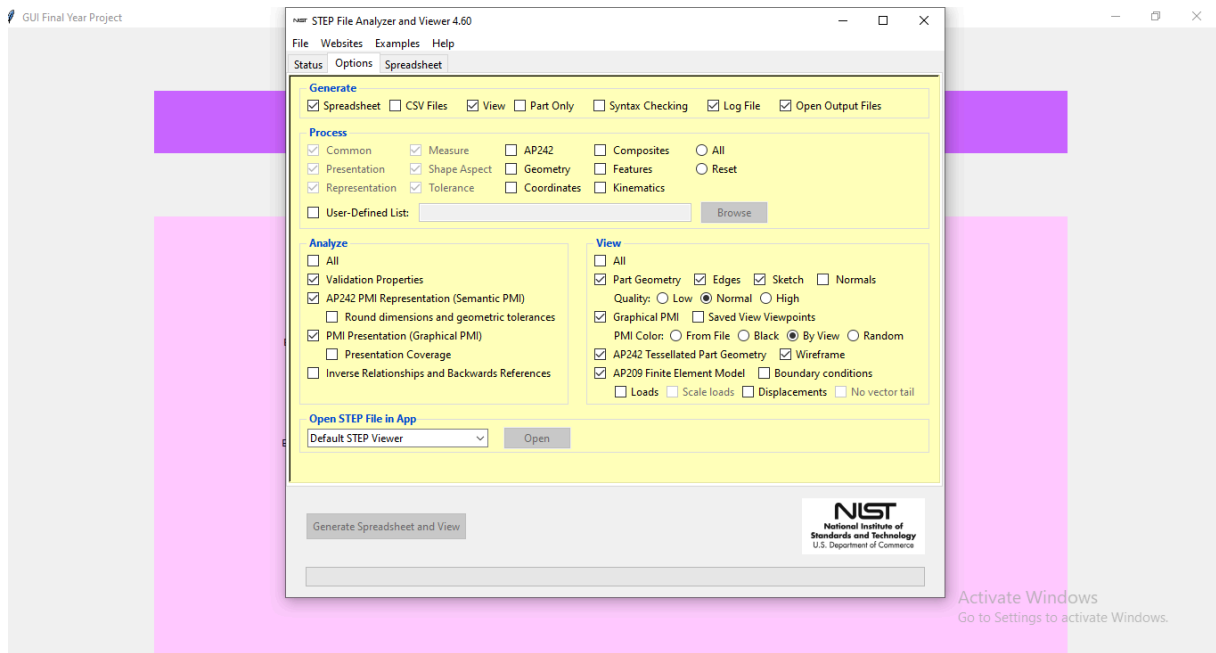 GUI Final Year Project
NIST STEP File Analyzer and Viewer 4.60
File Websites Examples Help
Status Options Spreadsheet
Generate
Spreadsheet CSV Files View Part Only Syntax Checking Log File Open Output Files
Process
Common Measure AP242 Composites All
Presentation Shape Aspect Geometry Features Reset
Representation Tolerance Coordinates Kinematics
User-Defined List: Browse
Analyze
All
Validation Properties
AP242 PMI Representation (Semantic PMI)
Round dimensions and geometric tolerances
PMI Presentation (Graphical PMI)
Presentation Coverage
Inverse Relationships and Backwards References
View
All
Part Geometry Edges Sketch Normals
Quality: Low Normal High
Graphical PMI Saved View Viewpoints
PMI Color: From File Black By View Random
AP242 Tessellated Part Geometry Wireframe
AP209 Finite Element Model Boundary conditions
Loads Scale loads Displacements No vector tail
Open STEP File in App
Default STEP Viewer Open
Generate Spreadsheet and View
NIST
National Institute of
Standards and Technology
U.S. Department of Commerce
Activate Windows
Go to Settings to activate Windows.